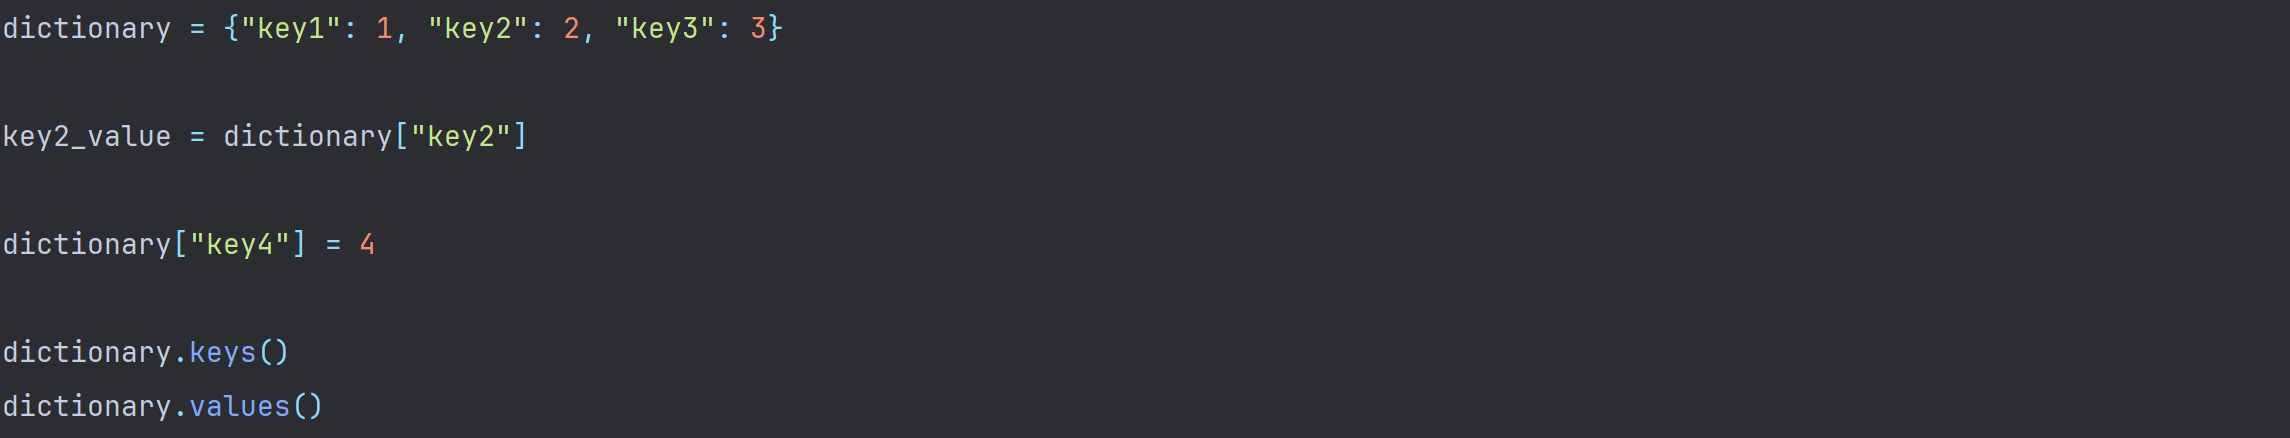 dictionary = {"key1": 1, "key2": 2, "key3": 3}
key2_value = dictionary["key2"]
dictionary["key4"] = 4
dictionary.keys()
dictionary.values()